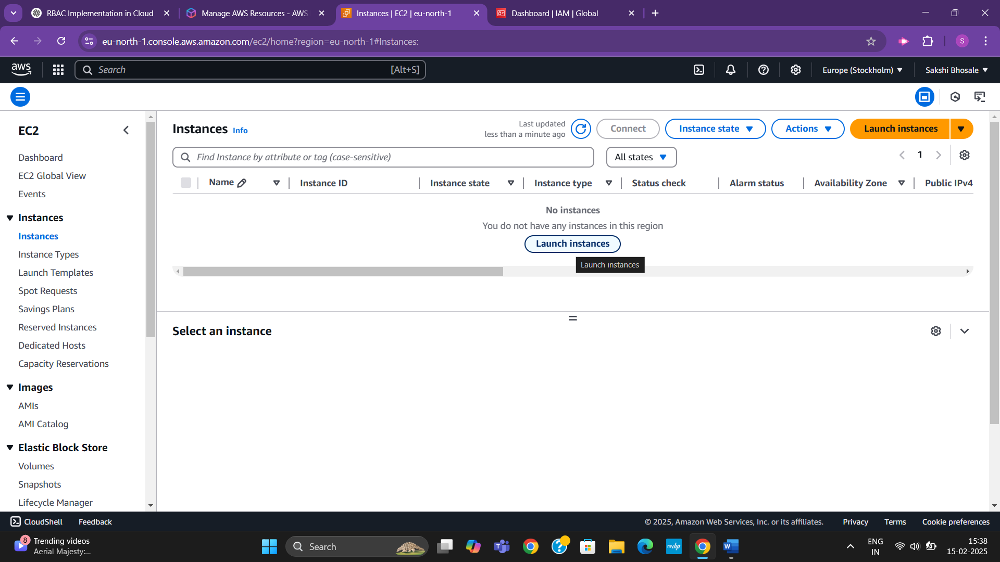 RBAC Implementation in Cloud
Manage AWS Resources - AWS
Instances | EC2 | eu-north-1
Dashboard | IAM | Global
eu-north-1.console.aws.amazon.com/ec2/home?region=eu-north-1#Instances:
S
aws
Search
[Alt+S]
Europe (Stockholm)
Sakshi Bhosale
EC2
Dashboard
EC2 Global View
Events
Instances
Instances
Instance Types
Launch Templates
Spot Requests
Savings Plans
Reserved Instances
Dedicated Hosts
Capacity Reservations
Images
AMIs
AMI Catalog
Elastic Block Store
Volumes
Snapshots
Lifecycle Manager
Instances Info
Last updated
less than a minute ago
Connect
Instance state
Actions
Launch instances
Find Instance by attribute or tag (case-sensitive)
All states
1
Name
Instance ID
Instance state
Instance type
Status check
Alarm status
Availability Zone
Public IPv4
No instances
You do not have any instances in this region
Launch instances
Launch instances
Select an instance
CloudShell
Feedback
© 2025, Amazon Web Services, Inc. or its affiliates.
Privacy
Terms
Cookie preferences
8
Trending videos
Aerial Majesty:...
Search
myhp
ENG
IN
15:38
15-02-2025